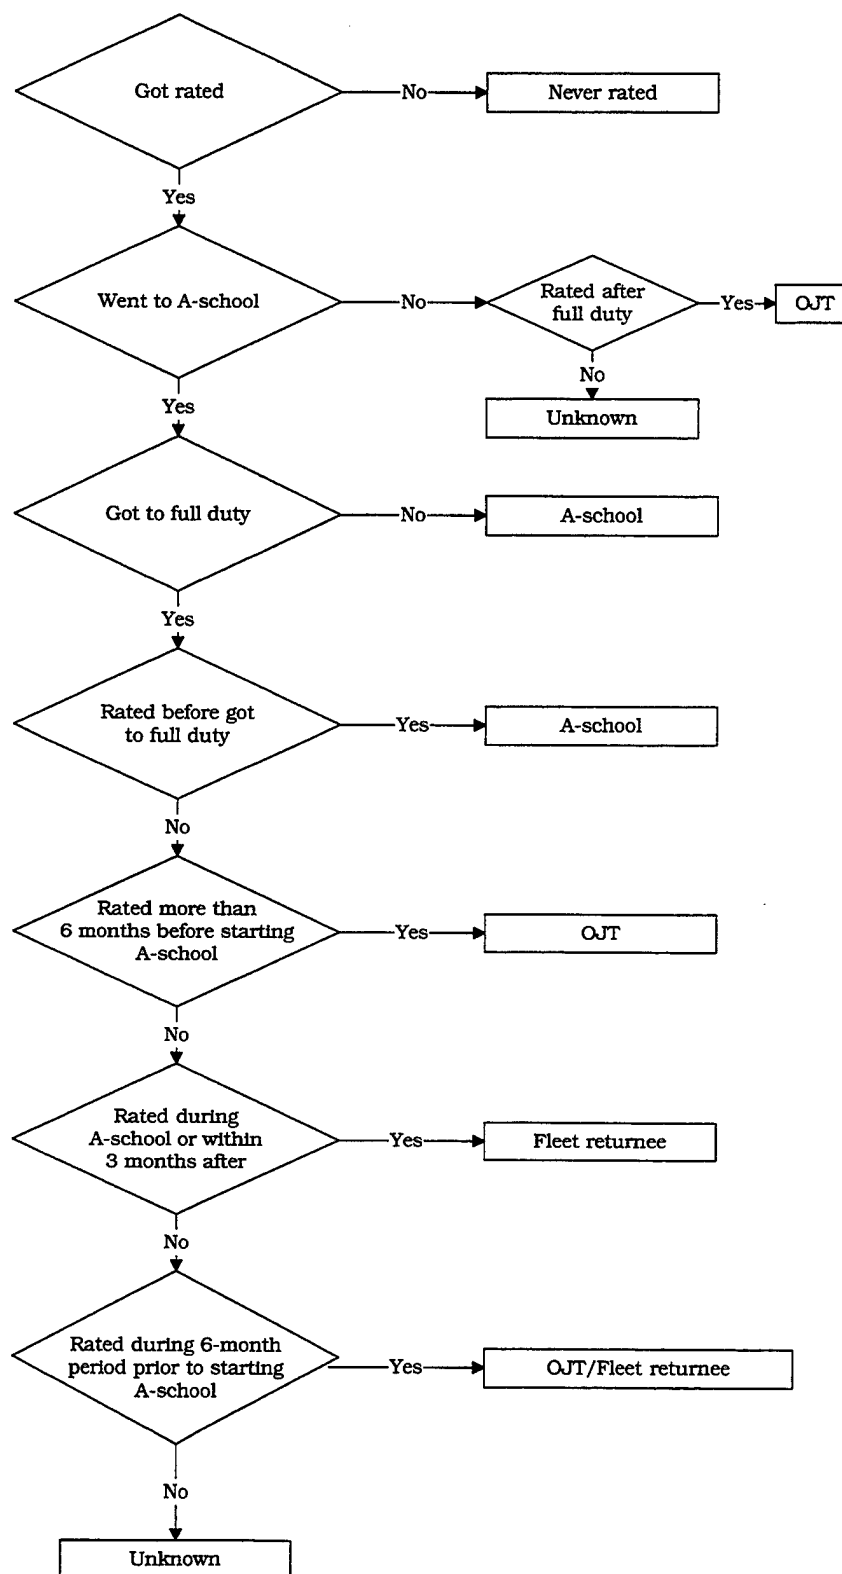 Got rated
No
Never rated
Yes
Went to A-school
No
Rated after
full duty
Yes
OJT
No
Unknown
Yes
Got to full duty
No
A-school
Yes
Rated before got
to full duty
Yes
A-school
No
Rated more than
6 months before starting
A-school
Yes
OJT
No
Rated during
A-school or within
3 months after
Yes
Fleet returnee
No
Rated during 6-month
period prior to starting
A-school
Yes
OJT/Fleet returnee
No
Unknown